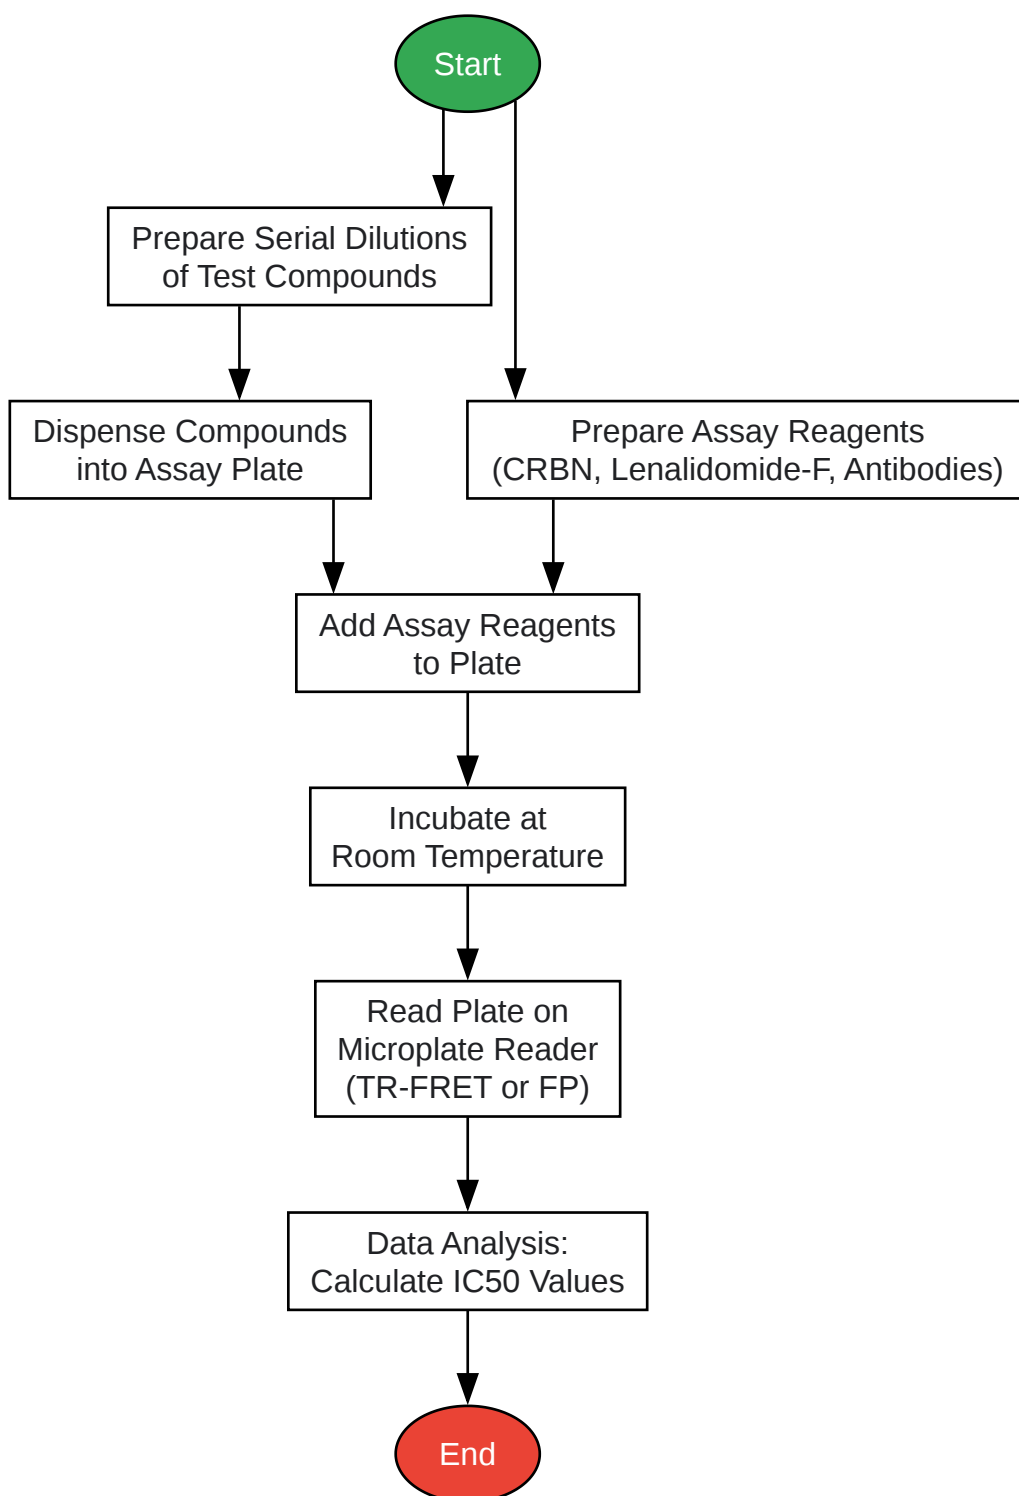 Start
Prepare Serial Dilutions
of Test Compounds
Dispense Compounds
into Assay Plate
Prepare Assay Reagents
(CRBN, Lenalidomide-F, Antibodies)
Add Assay Reagents
to Plate
Incubate at
Room Temperature
Read Plate on
Microplate Reader
(TR-FRET or FP)
Data Analysis:
Calculate IC50 Values
End